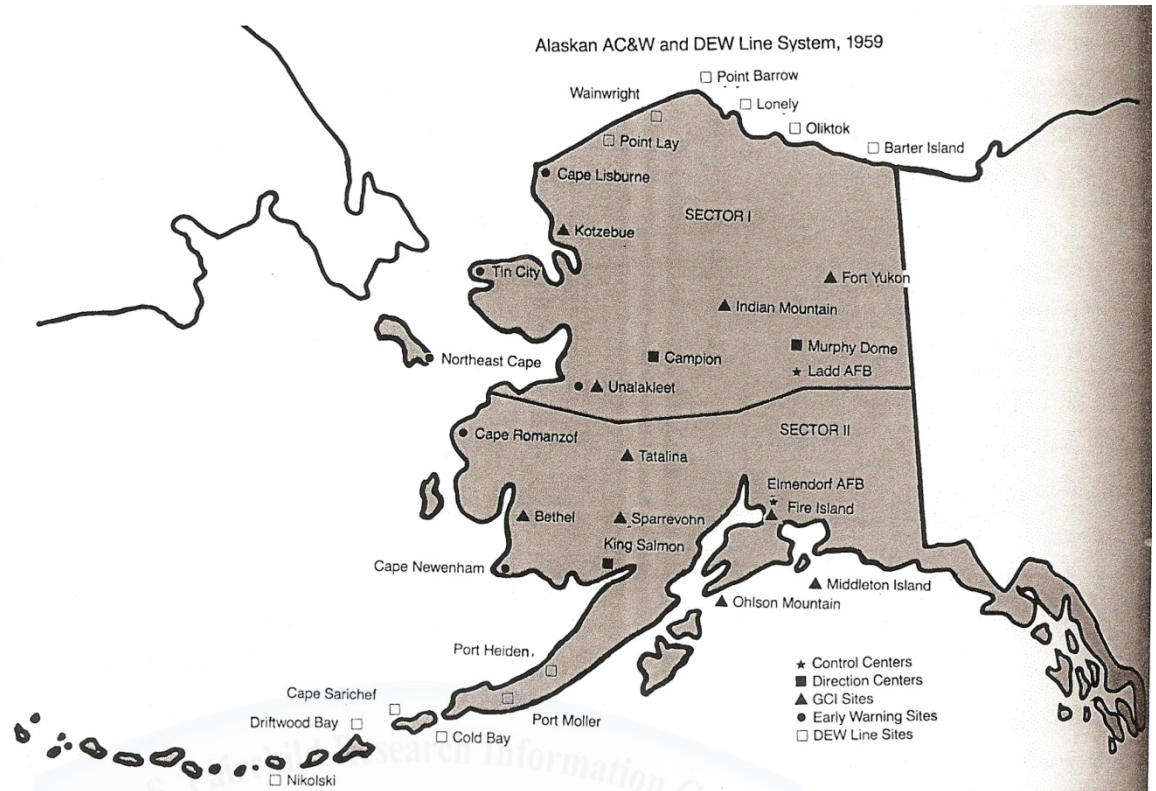 Alaskan AC&W and DEW Line System, 1959
Point Barrow
Wainwright
Lonely
Oliktok
Point Lay
Barter Island
Cape Lisburne
SECTOR I
Kotzebue
Tin City
Fort Yukon
Indian Mountain
Murphy Dome
Northeast Cape
Campion
Ladd AFB
Unalakleet
Cape Romanzof
SECTOR II
Tatalina
Elmendorf AFB
Fire Island
Bethel
Sparrevohn
King Salmon
Cape Newenham
Middleton Island
Ohlson Mountain
Port Heiden
Control Centers
Direction Centers
Cape Sarichef
GCI Sites
Port Moller
Early Warning Sites
Driftwood Bay
Cold Bay
DEW Line Sites
Nikolski
Fairchild Research Information